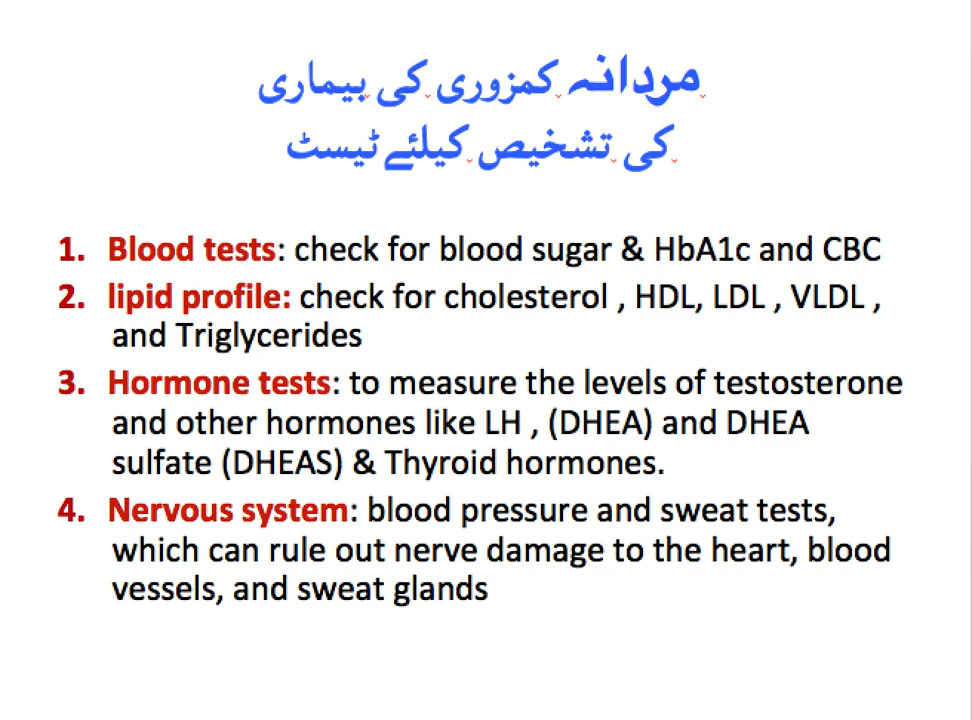 مردانہ کمزوری کی بیماری
کی تشخیص کیلئے ٹیسٹ
1. Blood tests: check for blood sugar & HbA1c and CBC
2. lipid profile: check for cholesterol , HDL, LDL , VLDL ,
and Triglycerides
3. Hormone tests: to measure the levels of testosterone
and other hormones like LH , (DHEA) and DHEA
sulfate (DHEAS) & Thyroid hormones.
4. Nervous system: blood pressure and sweat tests,
which can rule out nerve damage to the heart, blood
vessels, and sweat glands